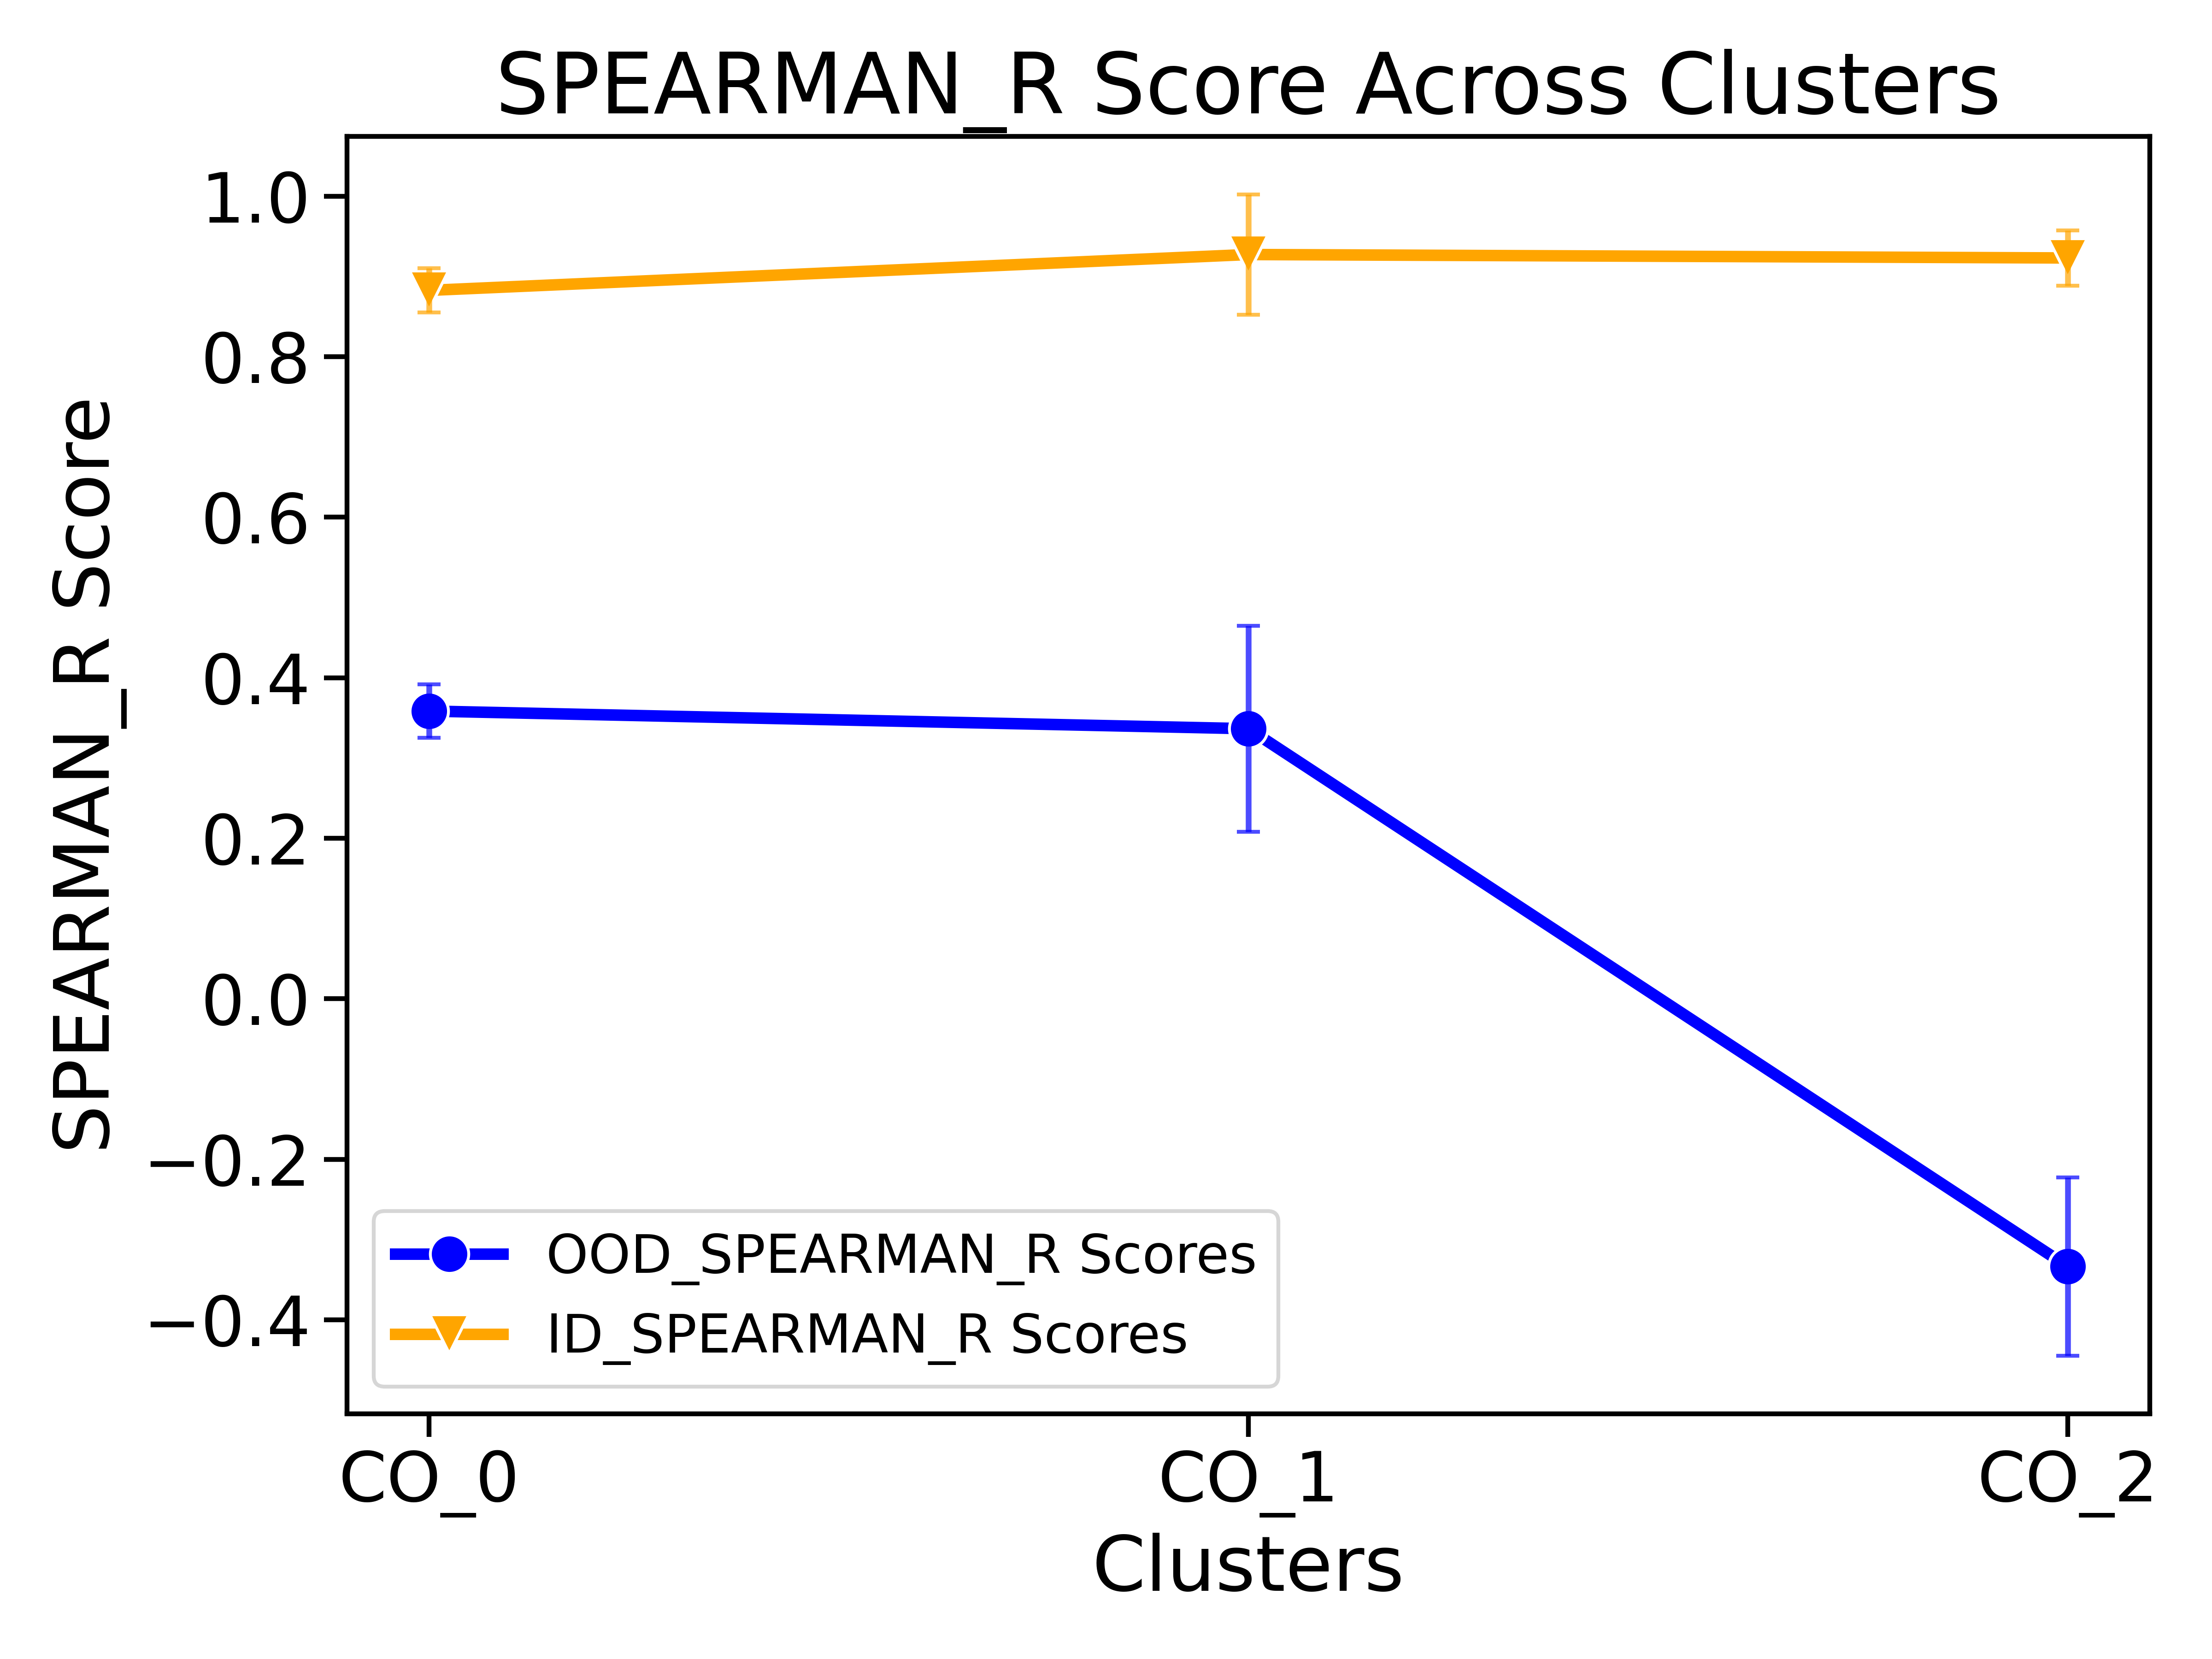 SPEARMAN_R Score Across Clusters
SPEARMAN_R Score
1.0
0.8
0.6
0.4
0.2
0.0
−0.2
−0.4
OOD_SPEARMAN_R Scores
ID_SPEARMAN_R Scores
CO_0 CO_1 CO_2
Clusters